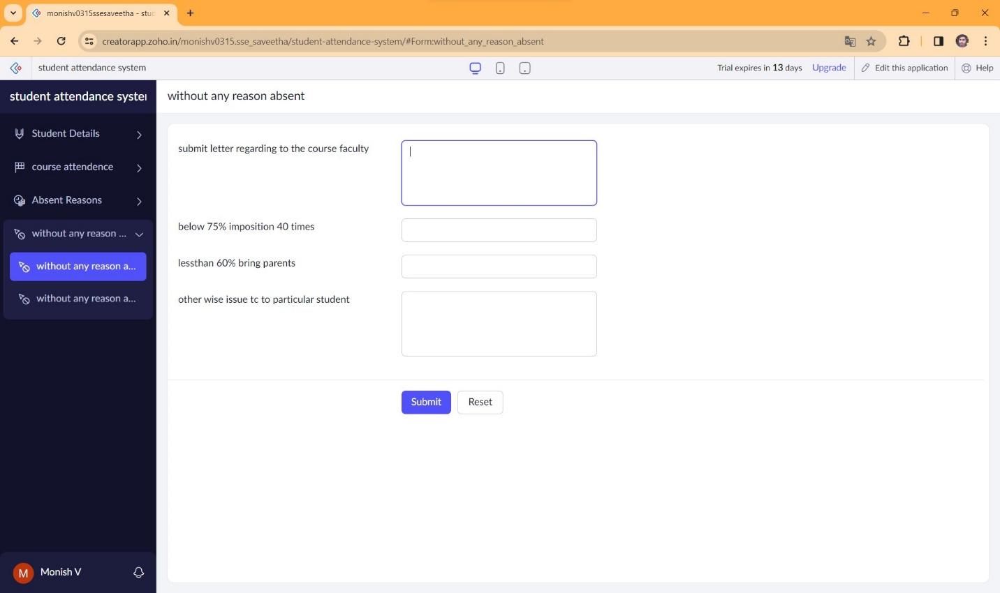 monishv0315ssesaveetha - stud
creatorapp.zoho.in/monishv0315.sse_saveetha/student-attendance-system/#Form:without_any_reason_absent
student attendance system
Trial expires in 13 days Upgrade Edit this application Help
student attendance syste
without any reason absent
Student Details
course attendence
Absent Reasons
without any reason ...
without any reason a...
without any reason a...
submit letter regarding to the course faculty
below 75% imposition 40 times
lessthan 60% bring parents
other wise issue tc to particular student
Submit Reset
M Monish V